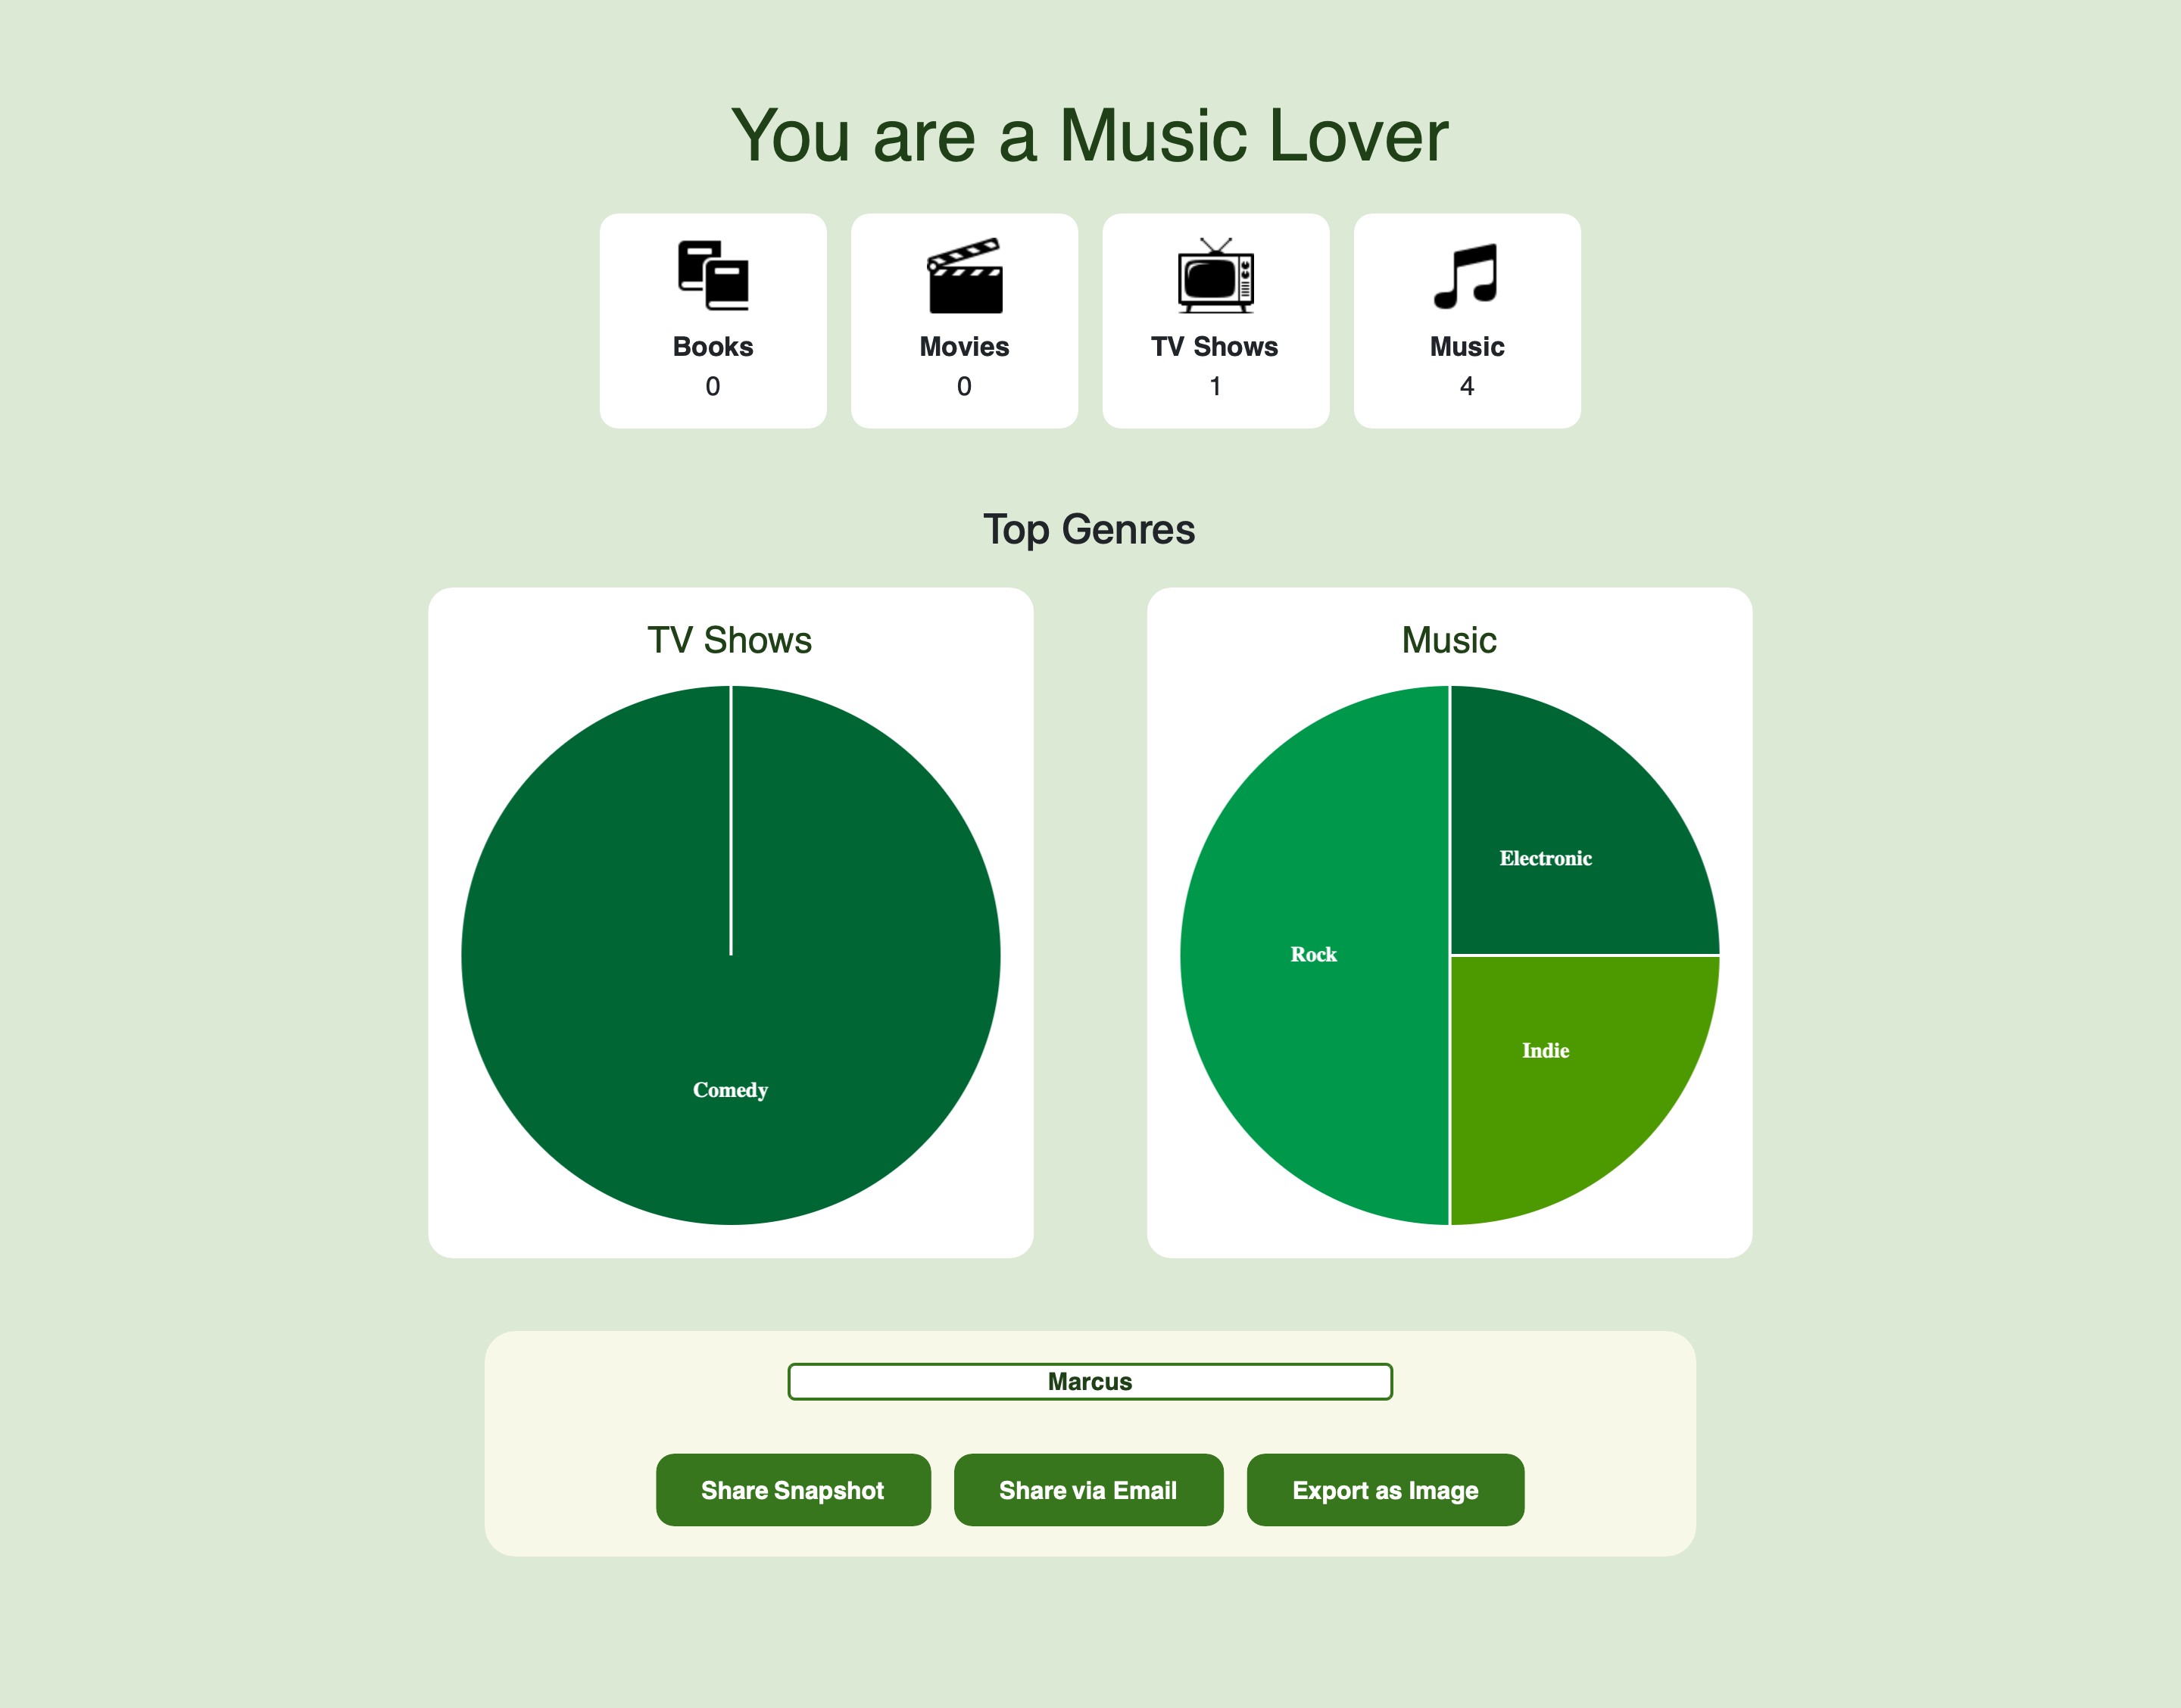 You are a Music Lover
Books
0
Movies
0
TV Shows
1
Music
4
Top Genres
TV Shows
Comedy
Music
Electronic
Rock
Indie
Marcus
Share Snapshot
Share via Email
Export as Image